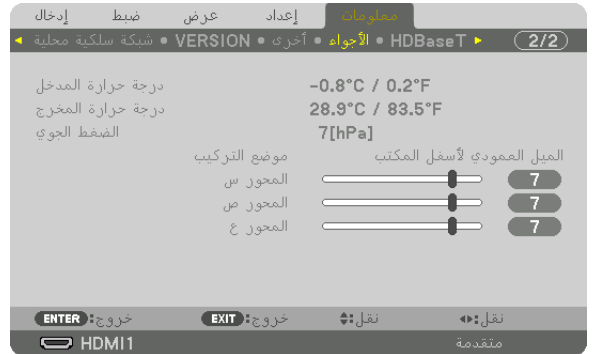 إدخال ضبط عرض إعداد معلومات
شبكة سلكية محلية • VERSION • أخرى • الأجواء • HDBaseT 2/2
درجة حرارة المدخل -0.8°C / 0.2°F
درجة حرارة المخرج 28.9°C / 83.5°F
الضغط الجوي 7[hPa]
موضع التركيب الميل العمودي لأسفل المكتب
المحور س 7
المحور ص 7
المحور ع 7
ENTER:خروج EXIT:خروج نقل: نقل:
HDMI1 متقدمة